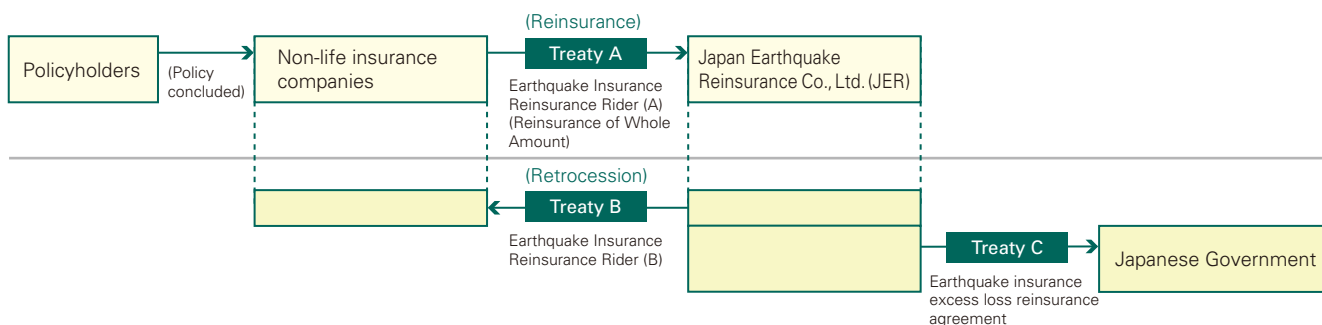 Policyholders
(Policy
concluded)
Non-life insurance
companies
(Reinsurance)
Treaty A
Earthquake Insurance
Reinsurance Rider (A)
(Reinsurance of Whole
Amount)
Japan Earthquake
Reinsurance Co., Ltd. (JER)
(Retrocession)
Treaty B
Earthquake Insurance
Reinsurance Rider (B)
Treaty C
Earthquake insurance
excess loss reinsurance
agreement
Japanese Government